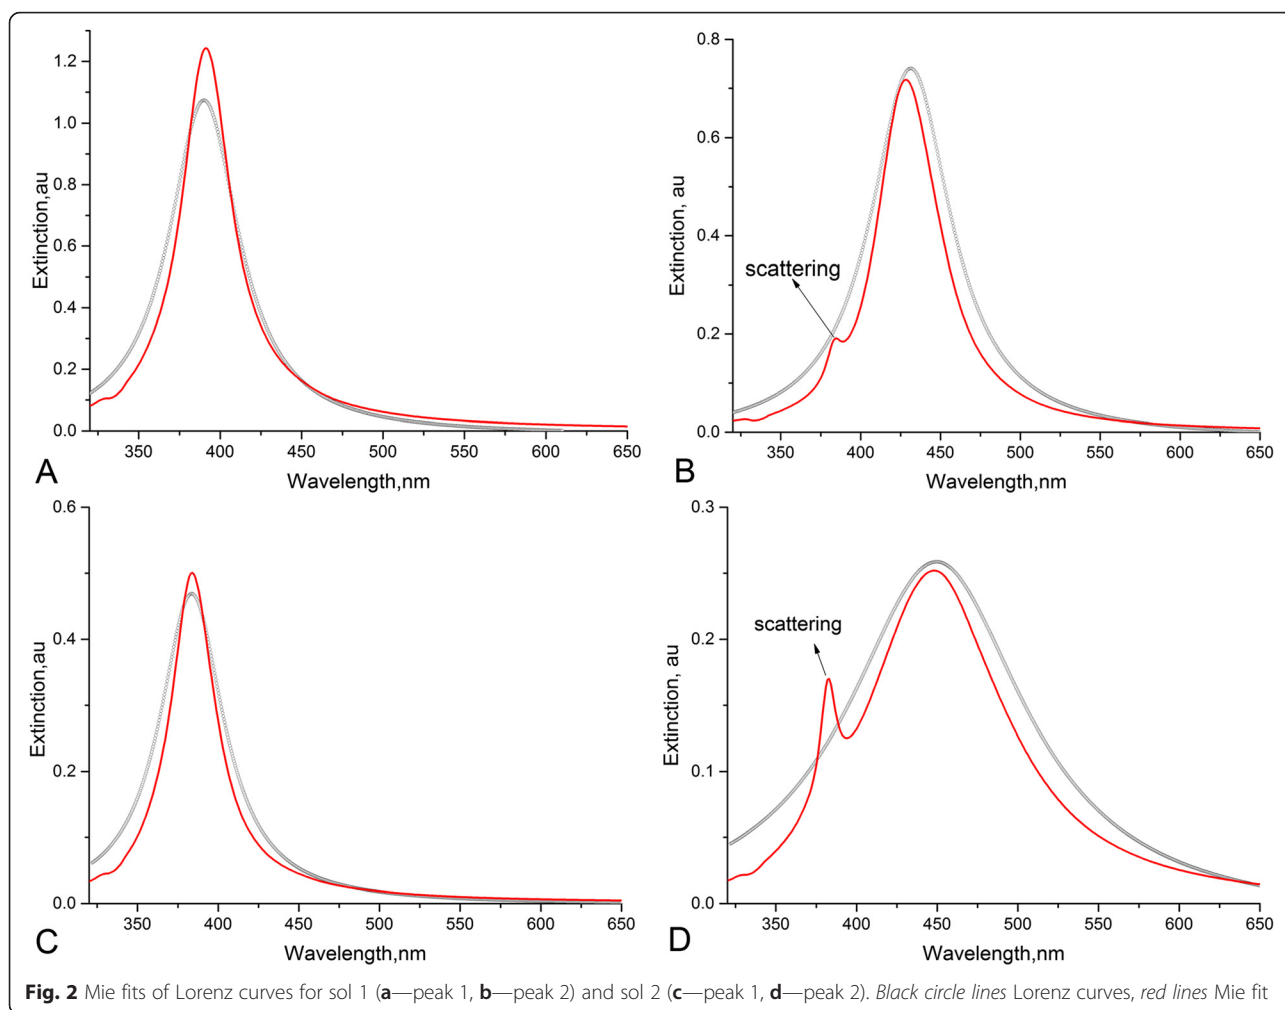 1.2
1.0
0.8
0.6
0.4
0.2
0.0
Extinction,au
350 400 450 500 550 600 650
Wavelength,nm
A
0.8
0.6
0.4
0.2
0.0
Extinction, au
scattering
350 400 450 500 550 600 650
Wavelength,nm
B
0.6
0.4
0.2
0.0
Extinction,au
350 400 450 500 550 600 650
Wavelength,nm
C
0.3
0.2
0.1
0.0
Extinction, au
scattering
350 400 450 500 550 600 650
Wavelength,nm
D
Fig. 2 Mie fits of Lorenz curves for sol 1 (a—peak 1, b—peak 2) and sol 2 (c—peak 1, d—peak 2). Black circle lines Lorenz curves, red lines Mie fit